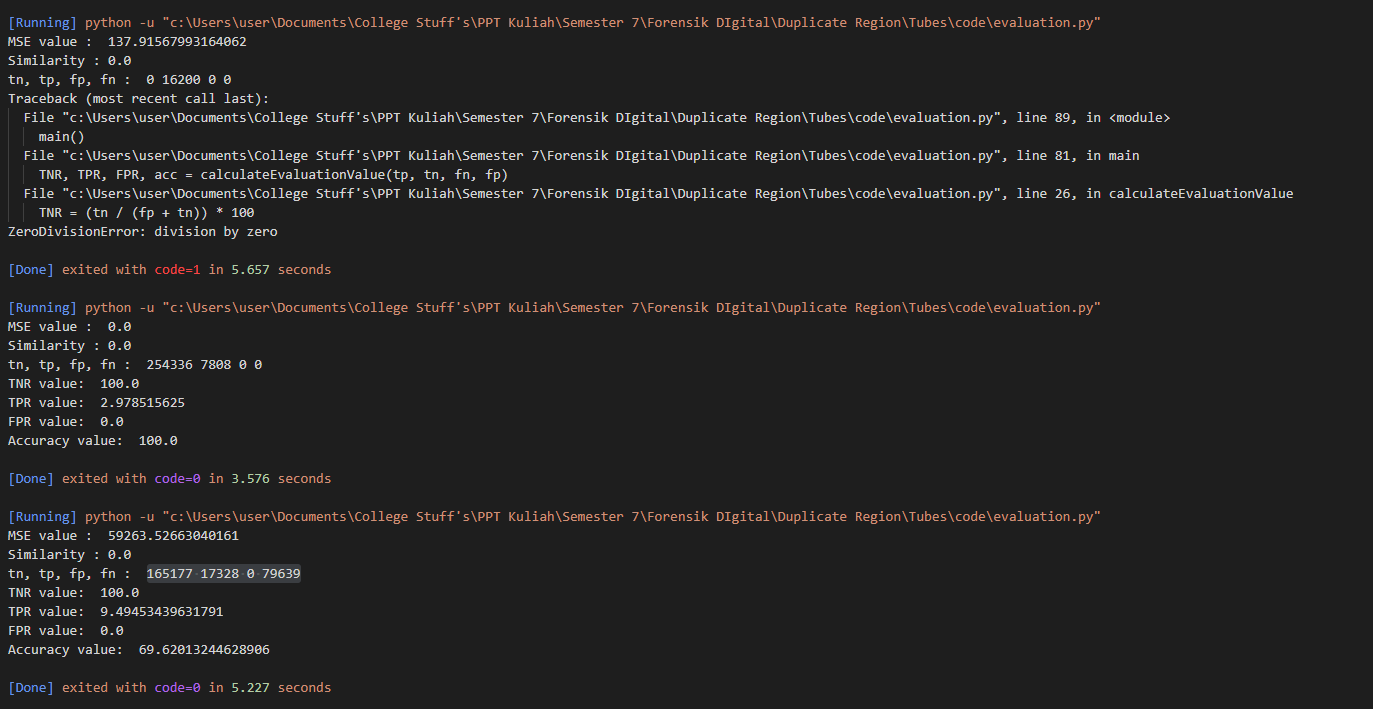 [Running] python -u "c:\Users\user\Documents\College Stuff's\PPT Kuliah\Semester 7\Forensik DIgital\Duplicate Region\Tubes\code\evaluation.py"
MSE value :  137.91567993164062
Similarity : 0.0
tn, tp, fp, fn :  0 16200 0 0
Traceback (most recent call last):
  File "c:\Users\user\Documents\College Stuff's\PPT Kuliah\Semester 7\Forensik DIgital\Duplicate Region\Tubes\code\evaluation.py", line 89, in <module>
    main()
  File "c:\Users\user\Documents\College Stuff's\PPT Kuliah\Semester 7\Forensik DIgital\Duplicate Region\Tubes\code\evaluation.py", line 81, in main
    TNR, TPR, FPR, acc = calculateEvaluationValue(tp, tn, fn, fp)
  File "c:\Users\user\Documents\College Stuff's\PPT Kuliah\Semester 7\Forensik DIgital\Duplicate Region\Tubes\code\evaluation.py", line 26, in calculateEvaluationValue
    TNR = (tn / (fp + tn)) * 100
ZeroDivisionError: division by zero
[Done] exited with code=1 in 5.657 seconds
[Running] python -u "c:\Users\user\Documents\College Stuff's\PPT Kuliah\Semester 7\Forensik DIgital\Duplicate Region\Tubes\code\evaluation.py"
MSE value :  0.0
Similarity : 0.0
tn, tp, fp, fn :  254336 7808 0 0
TNR value:  100.0
TPR value:  2.978515625
FPR value:  0.0
Accuracy value:  100.0
[Done] exited with code=0 in 3.576 seconds
[Running] python -u "c:\Users\user\Documents\College Stuff's\PPT Kuliah\Semester 7\Forensik DIgital\Duplicate Region\Tubes\code\evaluation.py"
MSE value :  59263.52663040161
Similarity : 0.0
tn, tp, fp, fn :  165177 17328 0 79639
TNR value:  100.0
TPR value:  9.49453439631791
FPR value:  0.0
Accuracy value:  69.62013244628906
[Done] exited with code=0 in 5.227 seconds